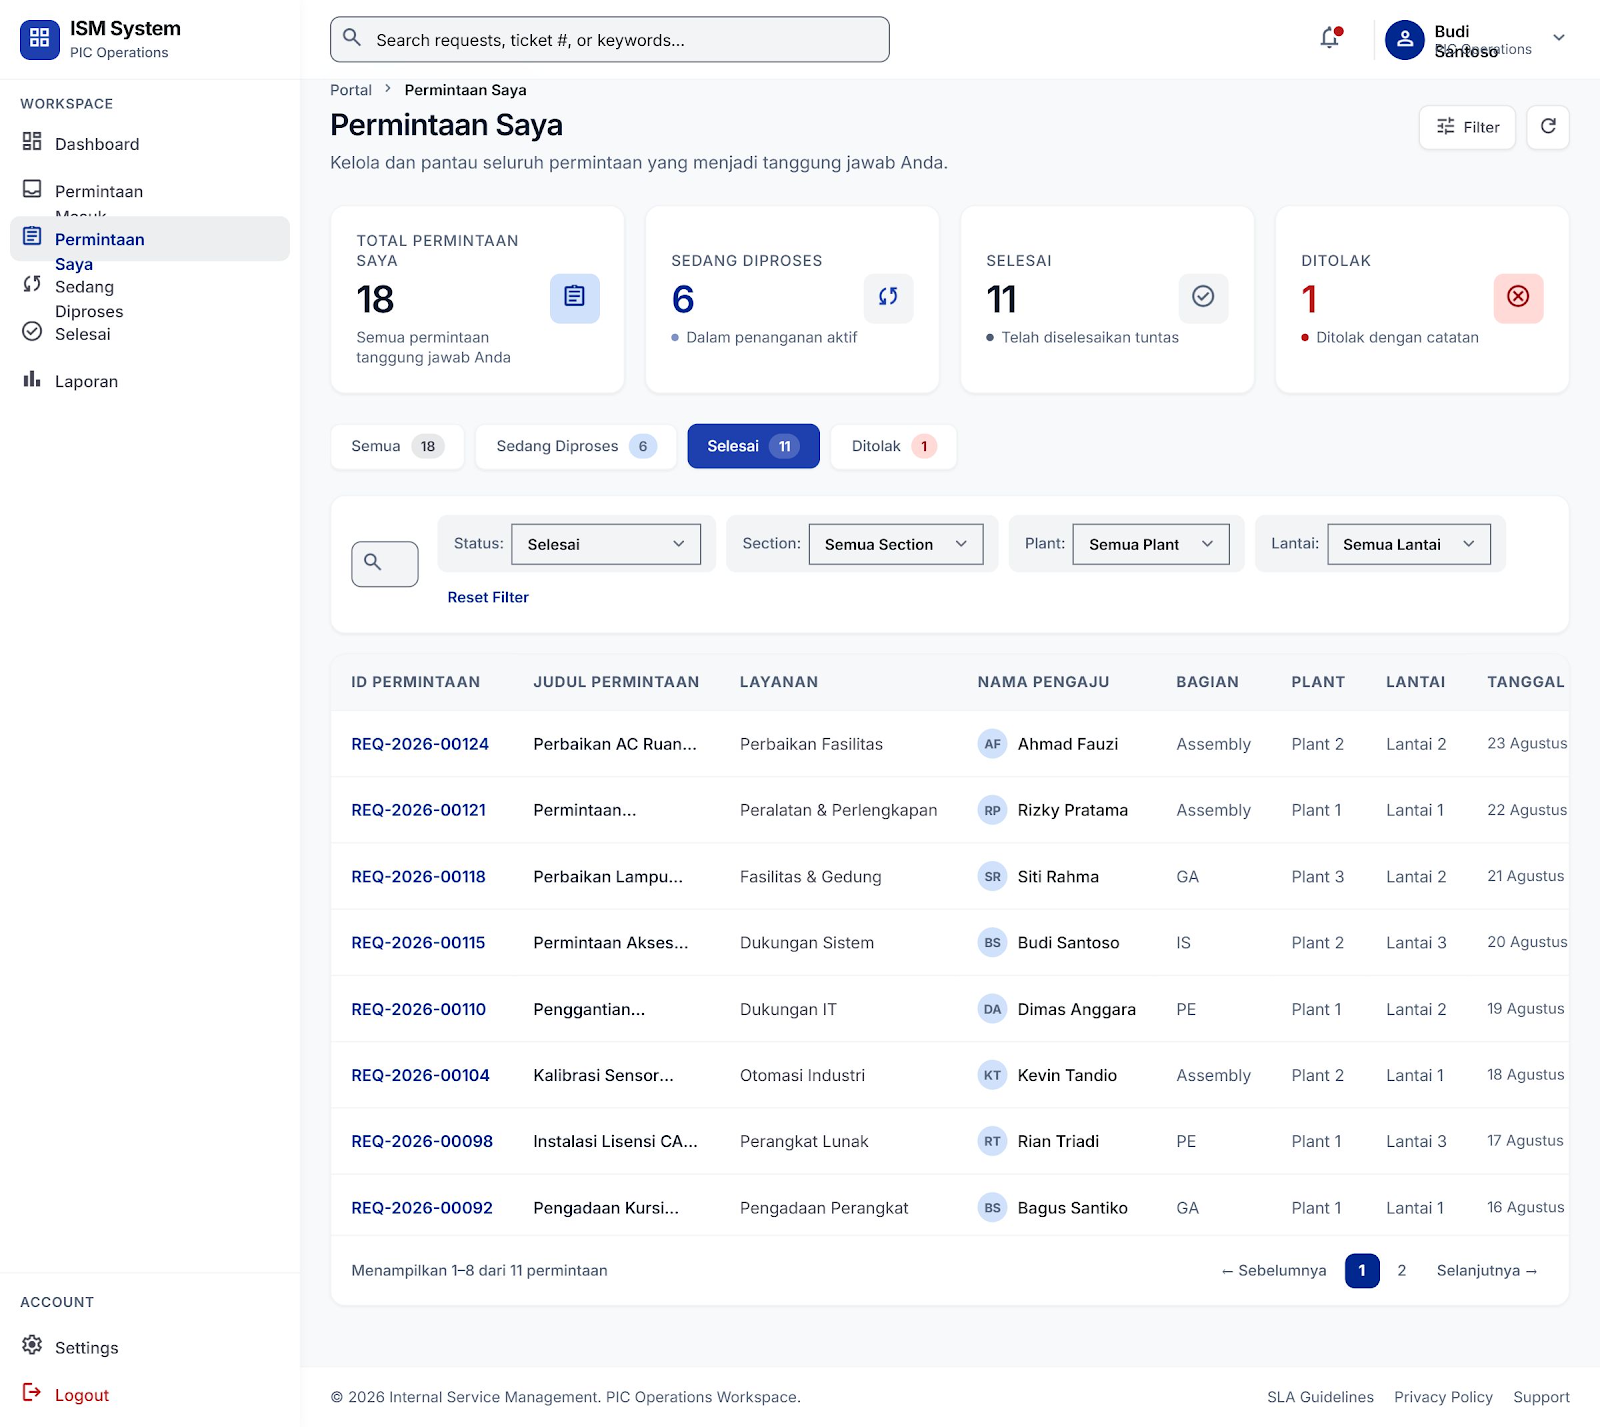 ISM System
PIC Operations
Search requests, ticket #, or keywords...
Budi
Santoso
PIC Operations
WORKSPACE
Dashboard
Permintaan
Masuk
Permintaan
Saya
Sedang
Diproses
Selesai
Laporan
ACCOUNT
Settings
Logout
Portal > Permintaan Saya
Permintaan Saya
Kelola dan pantau seluruh permintaan yang menjadi tanggung jawab Anda.
Filter
TOTAL PERMINTAAN
SAYA
18
Semua permintaan
tanggung jawab Anda
SEDANG DIPROSES
6
Dalam penanganan aktif
SELESAI
11
Telah diselesaikan tuntas
DITOLAK
1
Ditolak dengan catatan
Semua 18 Sedang Diproses 6 Selesai 11 Ditolak 1
Status: Selesai Section: Semua Section Plant: Semua Plant Lantai: Semua Lantai
Reset Filter
ID PERMINTAAN JUDUL PERMINTAAN LAYANAN NAMA PENGAJU BAGIAN PLANT LANTAI TANGGAL
REQ-2026-00124 Perbaikan AC Ruan... Perbaikan Fasilitas AF Ahmad Fauzi Assembly Plant 2 Lantai 2 23 Agustus
REQ-2026-00121 Permintaan... Peralatan & Perlengkapan RP Rizky Pratama Assembly Plant 1 Lantai 1 22 Agustus
REQ-2026-00118 Perbaikan Lampu... Fasilitas & Gedung SR Siti Rahma GA Plant 3 Lantai 2 21 Agustus
REQ-2026-00115 Permintaan Akses... Dukungan Sistem BS Budi Santoso IS Plant 2 Lantai 3 20 Agustus
REQ-2026-00110 Penggantian... Dukungan IT DA Dimas Anggara PE Plant 1 Lantai 2 19 Agustus
REQ-2026-00104 Kalibrasi Sensor... Otomasi Industri KT Kevin Tandio Assembly Plant 2 Lantai 1 18 Agustus
REQ-2026-00098 Instalasi Lisensi CA... Perangkat Lunak RT Rian Triadi PE Plant 1 Lantai 3 17 Agustus
REQ-2026-00092 Pengadaan Kursi... Pengadaan Perangkat BS Bagus Santiko GA Plant 1 Lantai 1 16 Agustus
Menampilkan 1–8 dari 11 permintaan
← Sebelumnya 1 2 Selanjutnya →
© 2026 Internal Service Management. PIC Operations Workspace.
SLA Guidelines Privacy Policy Support